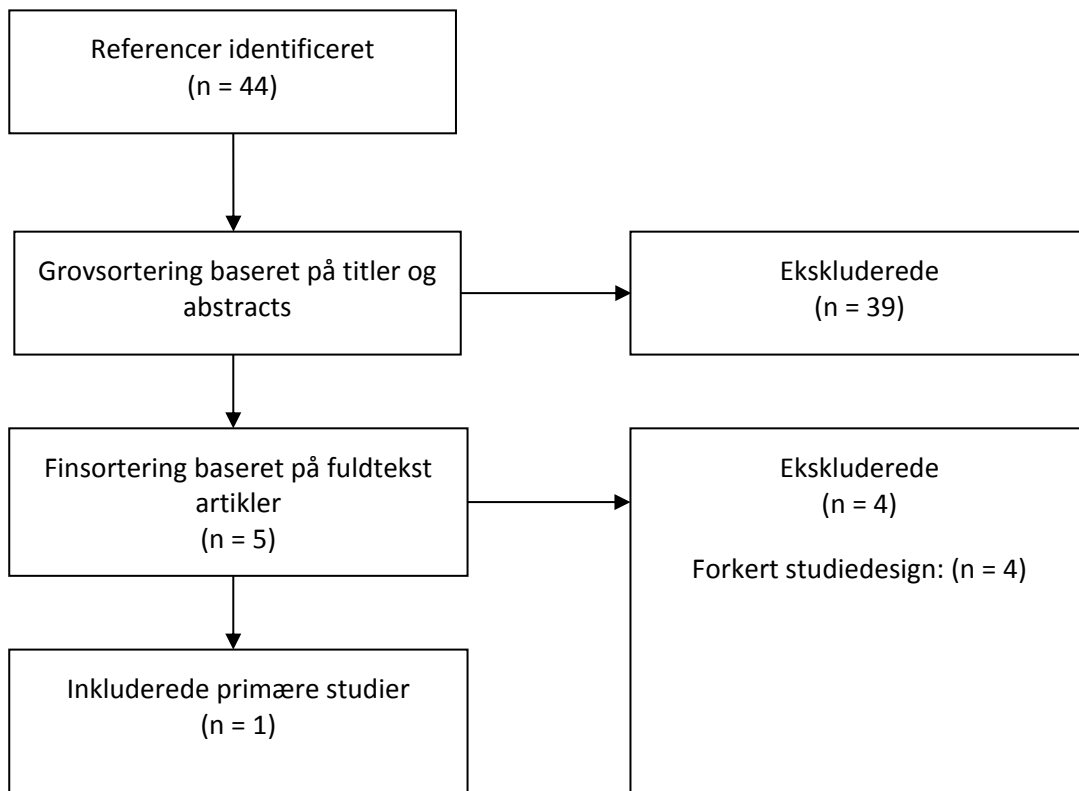 Referencer identificeret
(n = 44)
Grovsortering baseret på titler og
abstracts
Ekskluderede
(n = 39)
Finsortering baseret på fuldtekst
artikler
(n = 5)
Ekskluderede
(n = 4)
Forkert studiedesign: (n = 4)
Inkluderede primære studier
(n = 1)